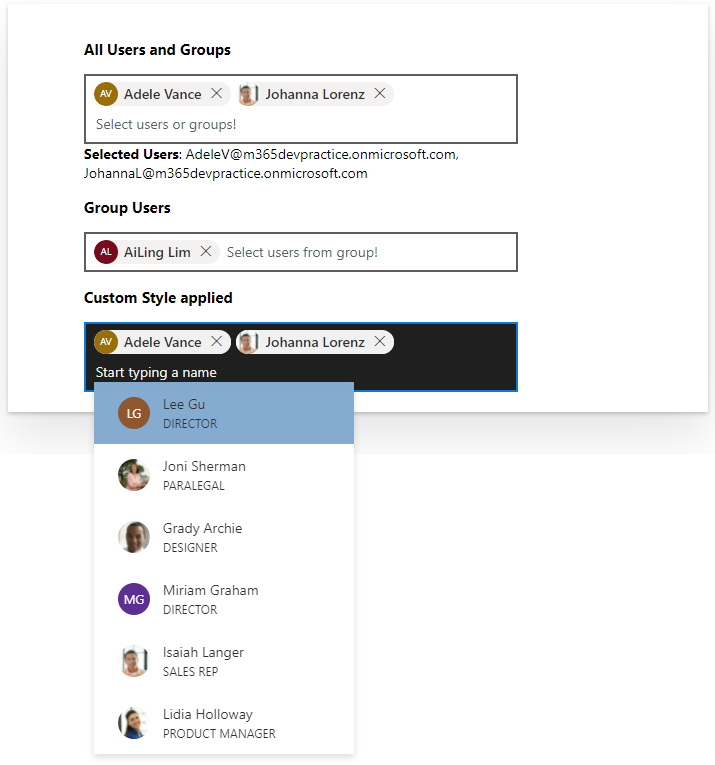 All Users and Groups
AV Adele Vance Johanna Lorenz
Select users or groups!
Selected Users: AdeleV@m365devpractice.onmicrosoft.com,
JohannaL@m365devpractice.onmicrosoft.com
Group Users
AL AiLing Lim Select users from group!
Custom Style applied
AV Adele Vance Johanna Lorenz
Start typing a name
LG Lee Gu
DIRECTOR
Joni Sherman
PARALEGAL
Grady Archie
DESIGNER
MG Miriam Graham
DIRECTOR
Isaiah Langer
SALES REP
Lidia Holloway
PRODUCT MANAGER